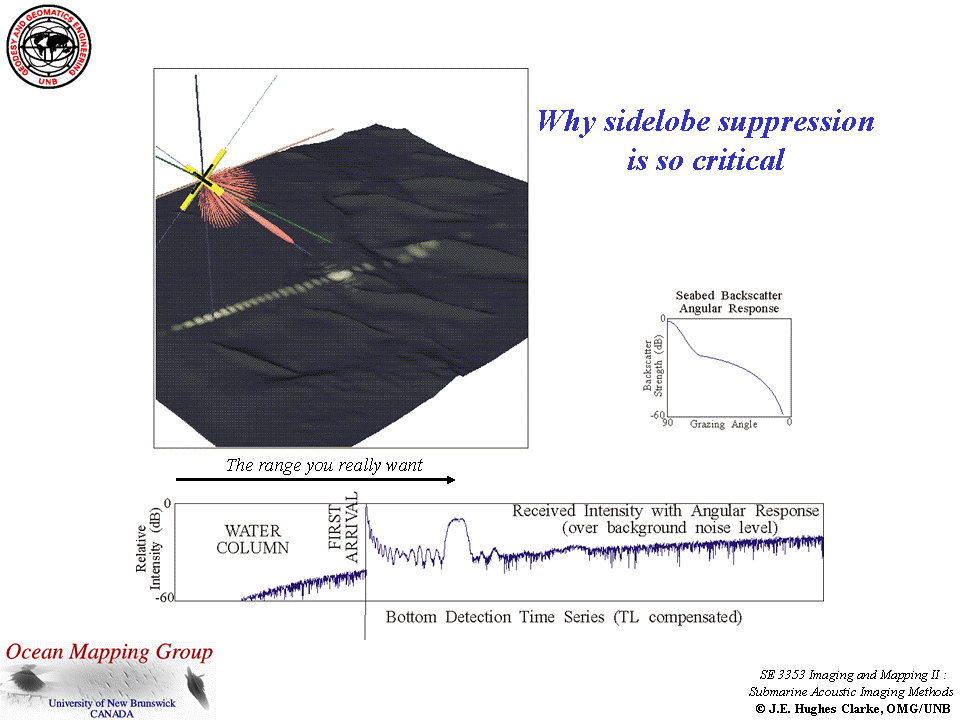 GEODESY AND GEOMATICS ENGINEERING
UNB
Why sidelobe suppression
is so critical
Seabed Backscatter
Angular Response
0
Backscatter
Strength (dB)
-60
90
Grazing Angle
0
The range you really want
0
Relative
Intensity (dB)
-60
WATER
COLUMN
FIRST
ARRIVAL
Received Intensity with Angular Response
(over background noise level)
Bottom Detection Time Series (TL compensated)
Ocean Mapping Group
University of New Brunswick
CANADA
SE 3353 Imaging and Mapping II :
Submarine Acoustic Imaging Methods
© J.E. Hughes Clarke, OMG/UNB